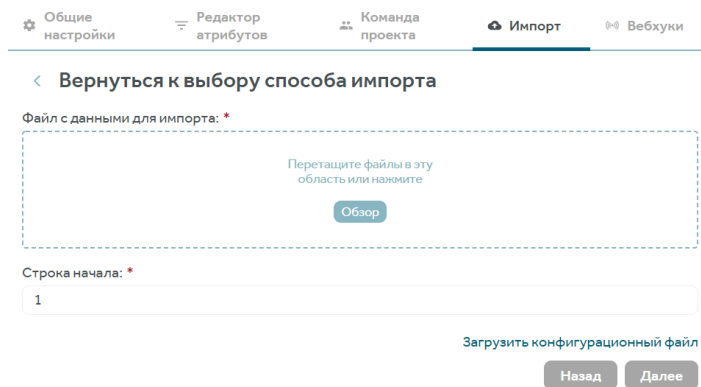 Общие
настройки
Редактор
атрибутов
Команда
проекта
Импорт
Вебхуки
Вернуться к выбору способа импорта
Файл с данными для импорта: *
Перетащите файлы в эту
область или нажмите
Обзор
Строка начала: *
1
Загрузить конфигурационный файл
Назад Далее